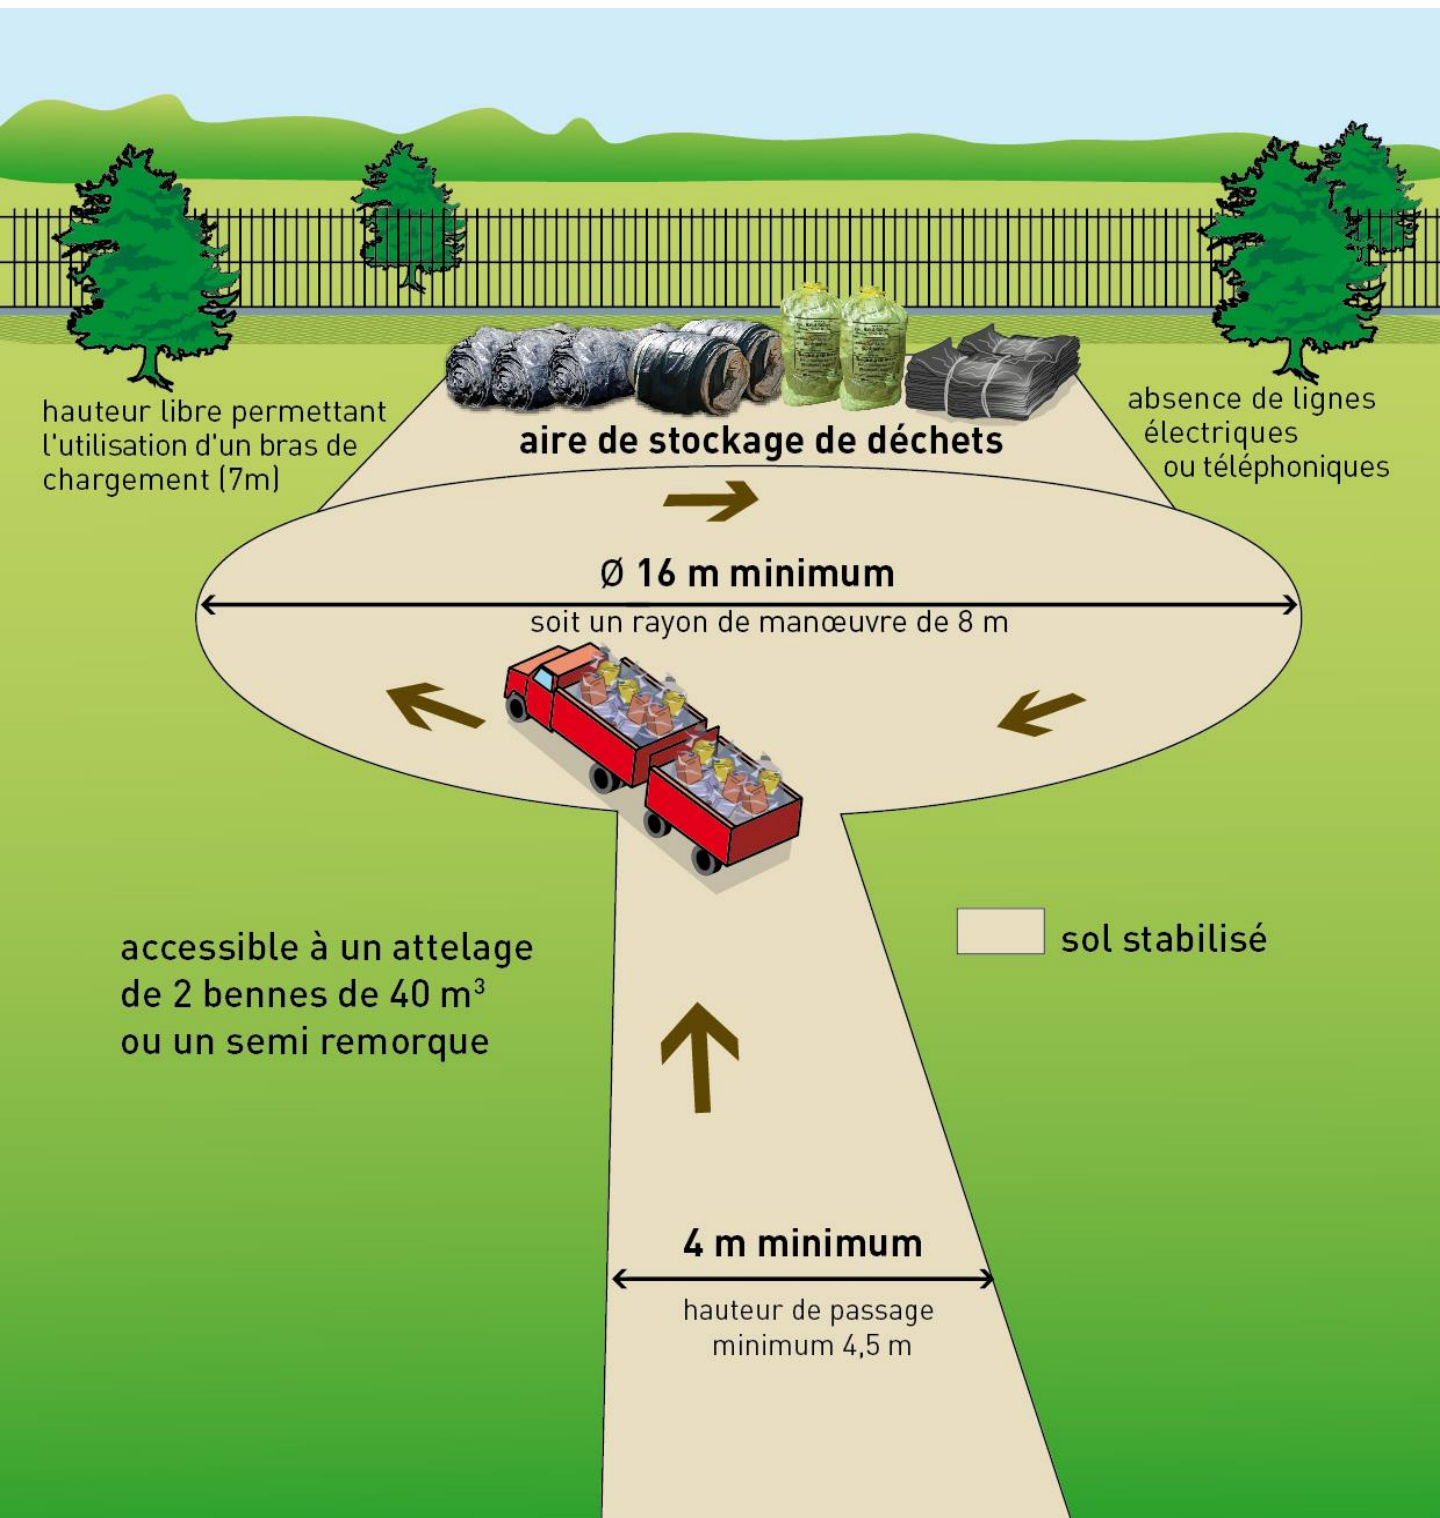 hauteur libre permettant
l'utilisation d'un bras de
chargement (7m)
absence de lignes
électriques
ou téléphoniques
aire de stockage de déchets
Ø 16 m minimum
soit un rayon de manœuvre de 8 m
accessible à un attelage
de 2 bennes de 40 m³
ou un semi remorque
sol stabilisé
4 m minimum
hauteur de passage
minimum 4,5 m